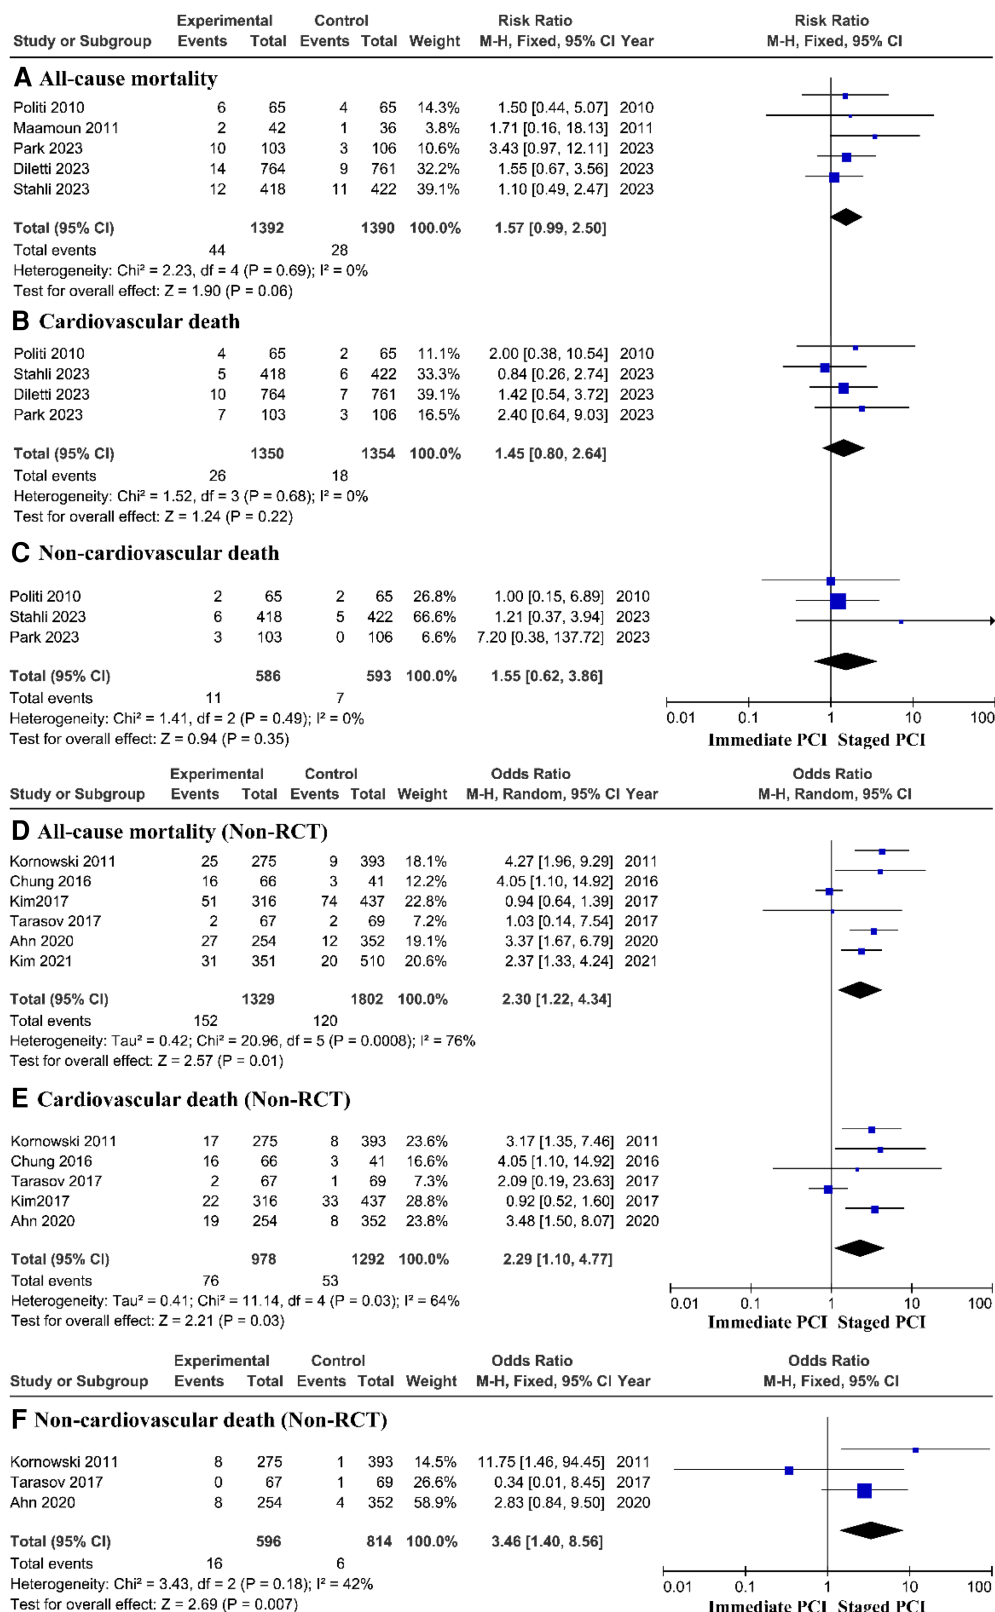 Experimental Control Risk Ratio Risk Ratio
Study or Subgroup Events Total Events Total Weight M-H, Fixed, 95% CI Year M-H, Fixed, 95% CI
A All-cause mortality
Politi 2010 6 65 4 65 14.3% 1.50 [0.44, 5.07] 2010
Maamoun 2011 2 42 1 36 3.8% 1.71 [0.16, 18.13] 2011
Park 2023 10 103 3 106 10.6% 3.43 [0.97, 12.11] 2023
Diletti 2023 14 764 9 761 32.2% 1.55 [0.67, 3.56] 2023
Stahli 2023 12 418 11 422 39.1% 1.10 [0.49, 2.47] 2023
Total (95% CI) 1392 1390 100.0% 1.57 [0.99, 2.50]
Total events 44 28
Heterogeneity: Chi² = 2.23, df = 4 (P = 0.69); I² = 0%
Test for overall effect: Z = 1.90 (P = 0.06)
B Cardiovascular death
Politi 2010 4 65 2 65 11.1% 2.00 [0.38, 10.54] 2010
Stahli 2023 5 418 6 422 33.3% 0.84 [0.26, 2.74] 2023
Diletti 2023 10 764 7 761 39.1% 1.42 [0.54, 3.72] 2023
Park 2023 7 103 3 106 16.5% 2.40 [0.64, 9.03] 2023
Total (95% CI) 1350 1354 100.0% 1.45 [0.80, 2.64]
Total events 26 18
Heterogeneity: Chi² = 1.52, df = 3 (P = 0.68); I² = 0%
Test for overall effect: Z = 1.24 (P = 0.22)
C Non-cardiovascular death
Politi 2010 2 65 2 65 26.8% 1.00 [0.15, 6.89] 2010
Stahli 2023 6 418 5 422 66.6% 1.21 [0.37, 3.94] 2023
Park 2023 3 103 0 106 6.6% 7.20 [0.38, 137.72] 2023
Total (95% CI) 586 593 100.0% 1.55 [0.62, 3.86]
Total events 11 7
Heterogeneity: Chi² = 1.41, df = 2 (P = 0.49); I² = 0%
Test for overall effect: Z = 0.94 (P = 0.35)
0.01 0.1 1 10 100
Immediate PCI Staged PCI
Experimental Control Odds Ratio Odds Ratio
Study or Subgroup Events Total Events Total Weight M-H, Random, 95% CI Year M-H, Random, 95% CI
D All-cause mortality (Non-RCT)
Kornowski 2011 25 275 9 393 18.1% 4.27 [1.96, 9.29] 2011
Chung 2016 16 66 3 41 12.2% 4.05 [1.10, 14.92] 2016
Kim2017 51 316 74 437 22.8% 0.94 [0.64, 1.39] 2017
Tarasov 2017 2 67 2 69 7.2% 1.03 [0.14, 7.54] 2017
Ahn 2020 27 254 12 352 19.1% 3.37 [1.67, 6.79] 2020
Kim 2021 31 351 20 510 20.6% 2.37 [1.33, 4.24] 2021
Total (95% CI) 1329 1802 100.0% 2.30 [1.22, 4.34]
Total events 152 120
Heterogeneity: Tau² = 0.42; Chi² = 20.96, df = 5 (P = 0.0008); I² = 76%
Test for overall effect: Z = 2.57 (P = 0.01)
E Cardiovascular death (Non-RCT)
Kornowski 2011 17 275 8 393 23.6% 3.17 [1.35, 7.46] 2011
Chung 2016 16 66 3 41 16.6% 4.05 [1.10, 14.92] 2016
Tarasov 2017 2 67 1 69 7.3% 2.09 [0.19, 23.63] 2017
Kim2017 22 316 33 437 28.8% 0.92 [0.52, 1.60] 2017
Ahn 2020 19 254 8 352 23.8% 3.48 [1.50, 8.07] 2020
Total (95% CI) 978 1292 100.0% 2.29 [1.10, 4.77]
Total events 76 53
Heterogeneity: Tau² = 0.41; Chi² = 11.14, df = 4 (P = 0.03); I² = 64%
Test for overall effect: Z = 2.21 (P = 0.03)
0.01 0.1 1 10 100
Immediate PCI Staged PCI
Experimental Control Odds Ratio Odds Ratio
Study or Subgroup Events Total Events Total Weight M-H, Fixed, 95% CI Year M-H, Fixed, 95% CI
F Non-cardiovascular death (Non-RCT)
Kornowski 2011 8 275 1 393 14.5% 11.75 [1.46, 94.45] 2011
Tarasov 2017 0 67 1 69 26.6% 0.34 [0.01, 8.45] 2017
Ahn 2020 8 254 4 352 58.9% 2.83 [0.84, 9.50] 2020
Total (95% CI) 596 814 100.0% 3.46 [1.40, 8.56]
Total events 16 6
Heterogeneity: Chi² = 3.43, df = 2 (P = 0.18); I² = 42%
Test for overall effect: Z = 2.69 (P = 0.007)
0.01 0.1 1 10 100
Immediate PCI Staged PCI